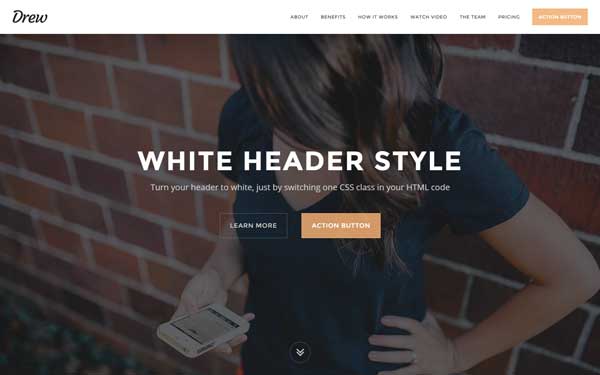 Drew
ABOUT BENEFITS HOW IT WORKS WATCH VIDEO THE TEAM PRICING ACTION BUTTON
WHITE HEADER STYLE
Turn your header to white, just by switching one CSS class in your HTML code
LEARN MORE ACTION BUTTON